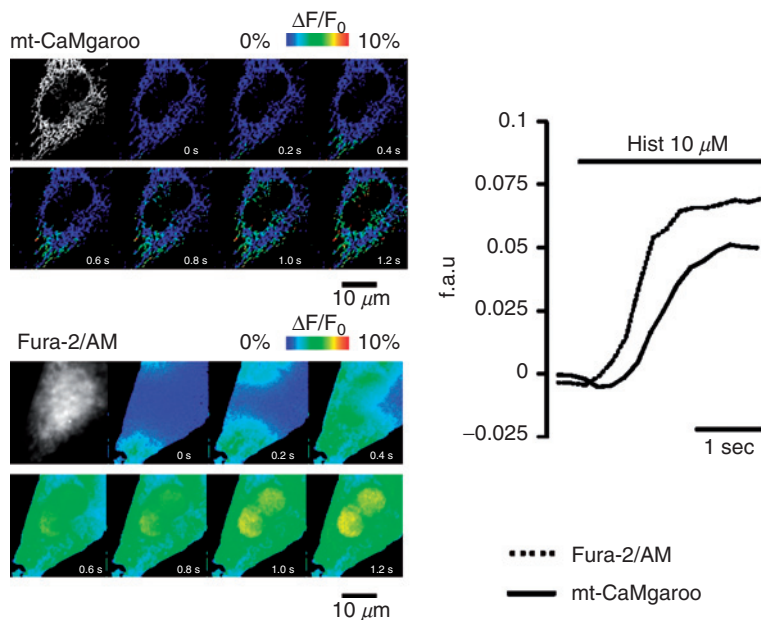 mt-CaMgaroo
ΔF/F0
0% 10%
0 s
0.2 s
0.4 s
0.6 s
0.8 s
1.0 s
1.2 s
10 μm
Fura-2/AM
ΔF/F0
0% 10%
0 s
0.2 s
0.4 s
0.6 s
0.8 s
1.0 s
1.2 s
10 μm
0.1
0.075
0.050
0.025
0
−0.025
f.a.u
Hist 10 μM
1 sec
Fura-2/AM
mt-CaMgaroo